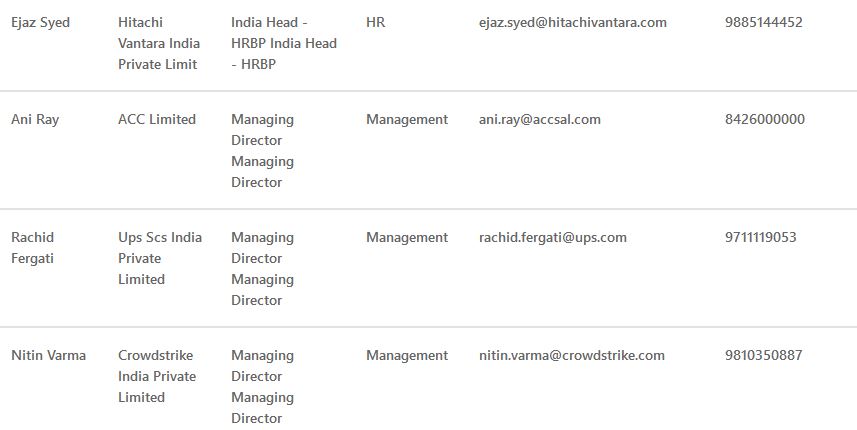 Ejaz Syed
Hitachi
Vantara India
Private Limit
India Head -
HRBP India Head
- HRBP
HR
ejaz.syed@hitachivantara.com
9885144452
Ani Ray
ACC Limited
Managing
Director
Managing
Director
Management
ani.ray@accsal.com
8426000000
Rachid
Fergati
Ups Scs India
Private
Limited
Managing
Director
Managing
Director
Management
rachid.fergati@ups.com
9711119053
Nitin Varma
Crowdstrike
India Private
Limited
Managing
Director
Managing
Director
Management
nitin.varma@crowdstrike.com
9810350887